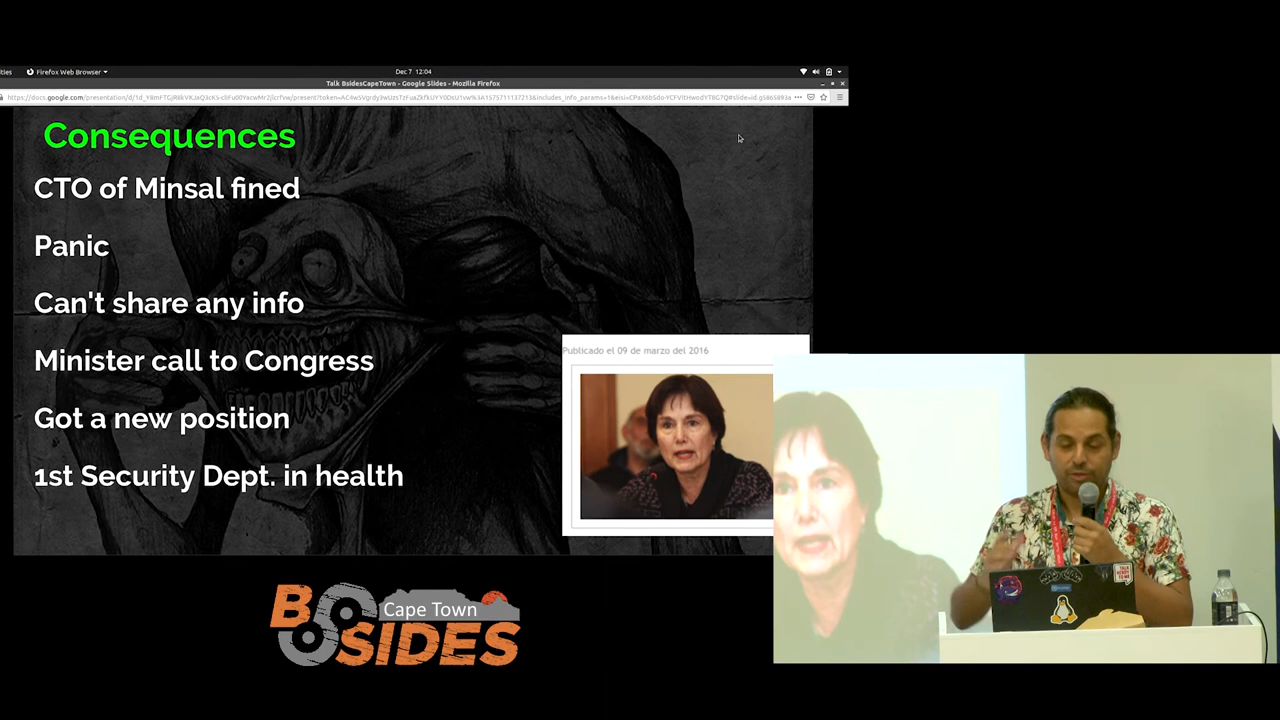 ities
Firefox Web Browser
Dec 7 12:04
Talk BsidesCapeTown - Google Slides - Mozilla Firefox
Consequences
CTO of Minsal fined
Panic
Can't share any info
Minister call to Congress
Got a new position
1st Security Dept. in health
Publicado el 09 de marzo del 2016
BSIDES
Cape Town